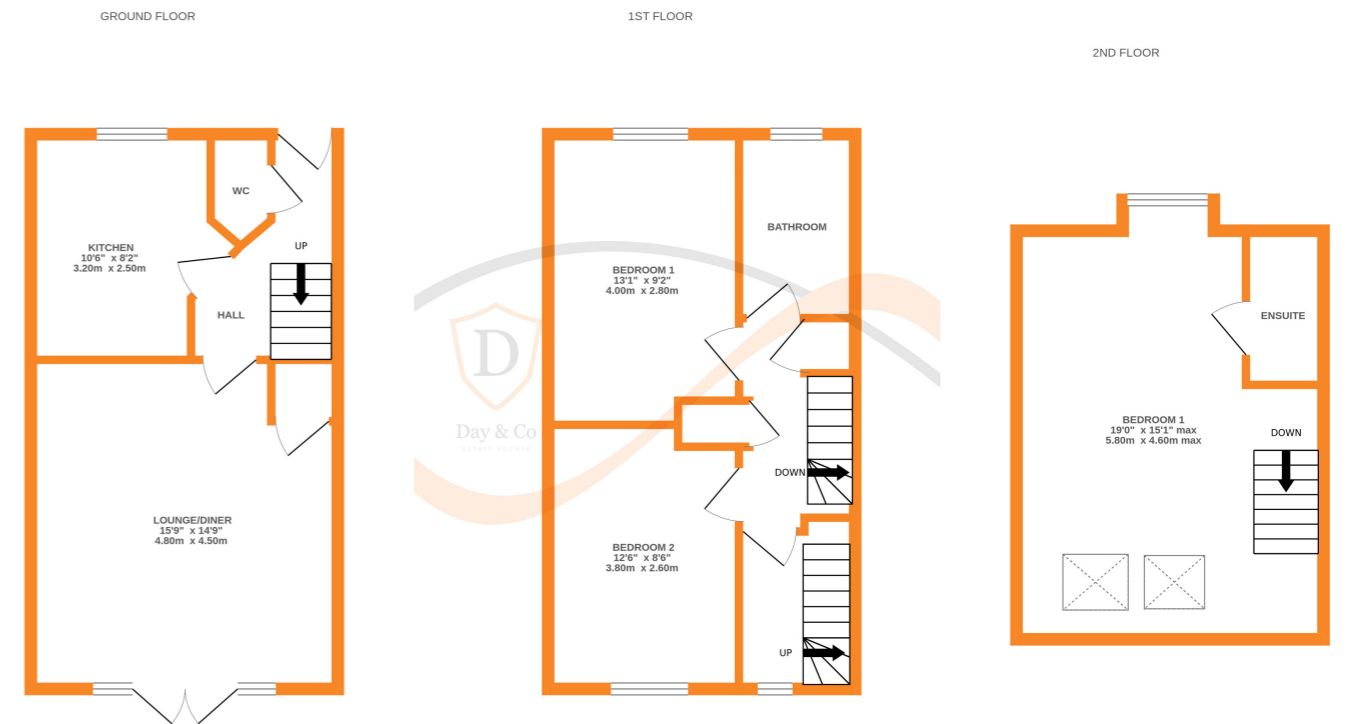 GROUND FLOOR
KITCHEN
10'6" x 8'2"
3.20m x 2.50m
WC
UP
HALL
LOUNGE/DINER
15'9" x 14'9"
4.80m x 4.50m
1ST FLOOR
BATHROOM
BEDROOM 1
13'1" x 9'2"
4.00m x 2.80m
D
Day & Co
ESTATE AGENTS
DOWN
BEDROOM 2
12'6" x 8'6"
3.80m x 2.60m
UP
2ND FLOOR
ENSUITE
BEDROOM 1
19'0" x 15'1" max
5.80m x 4.60m max
DOWN